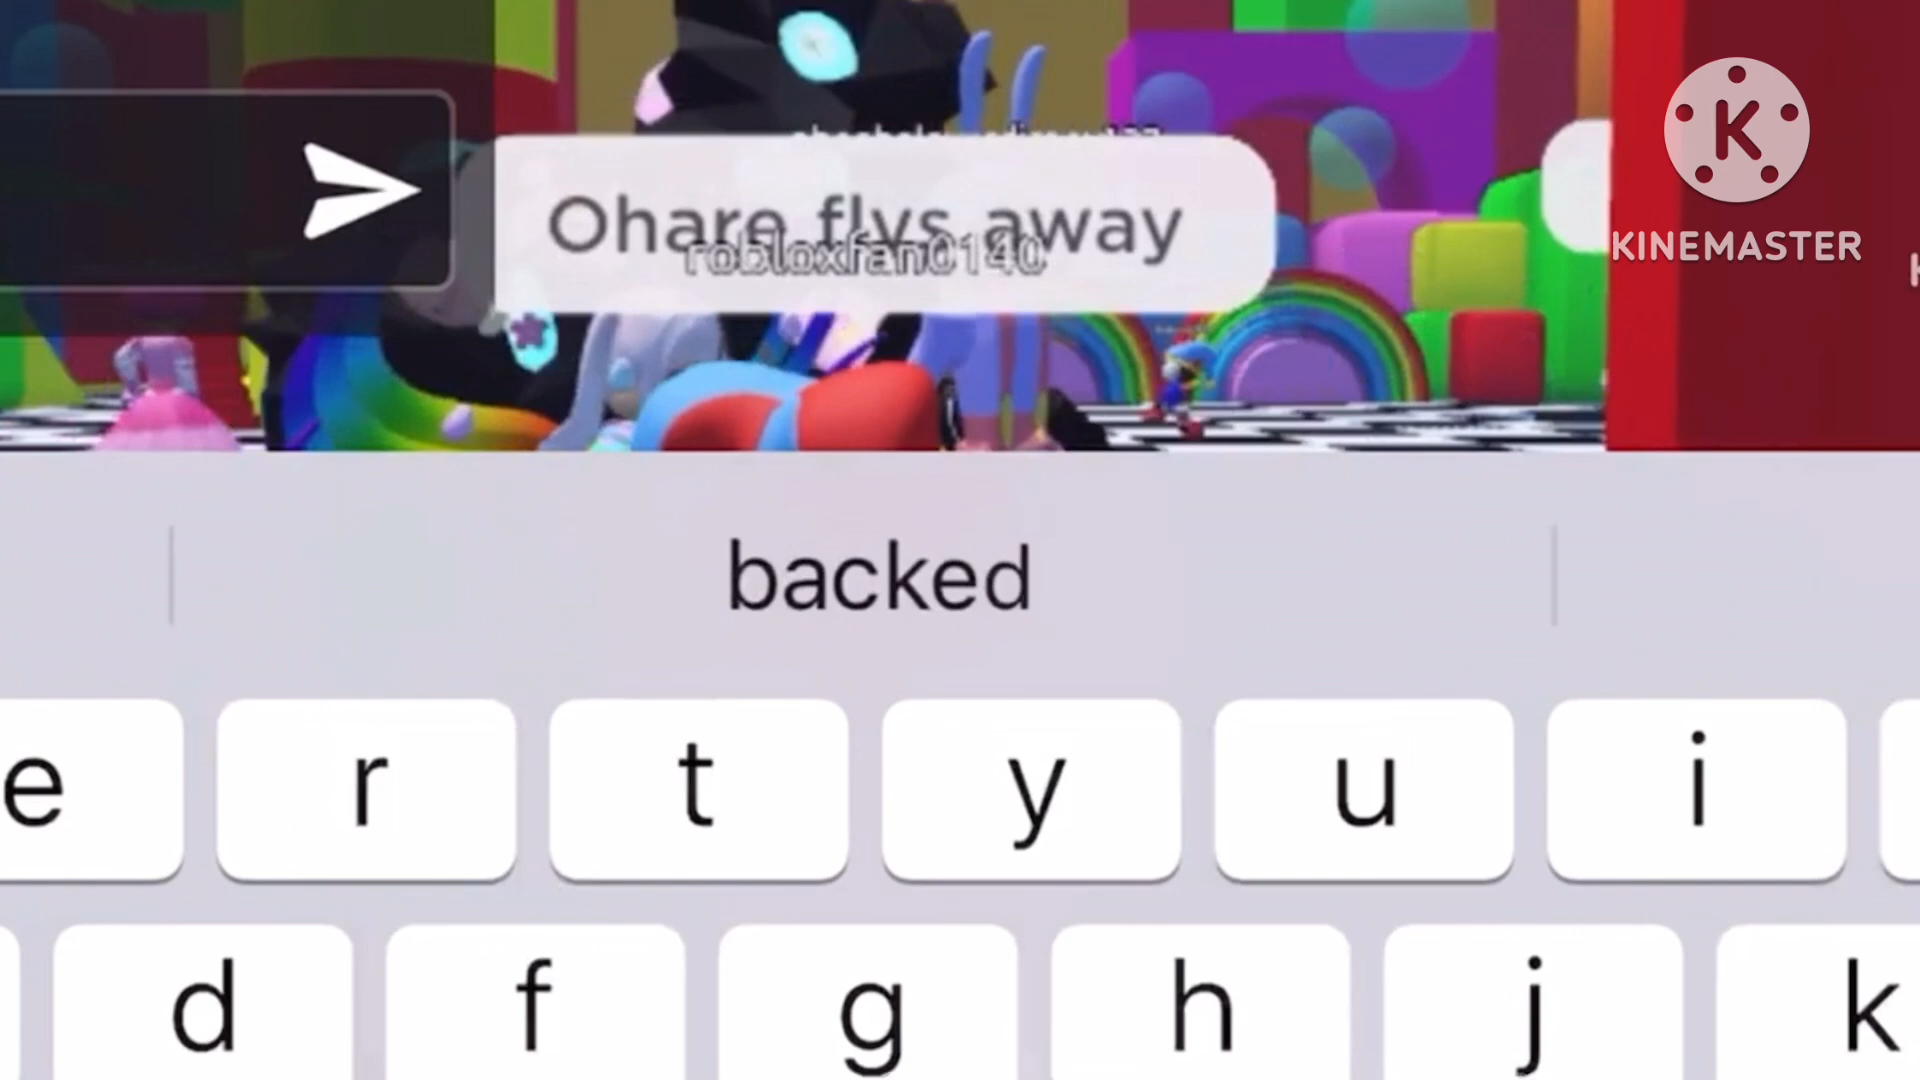 Ohare flys away
robloxfan0140
K
KINEMASTER
backed
e r t y u i
d f g h j k